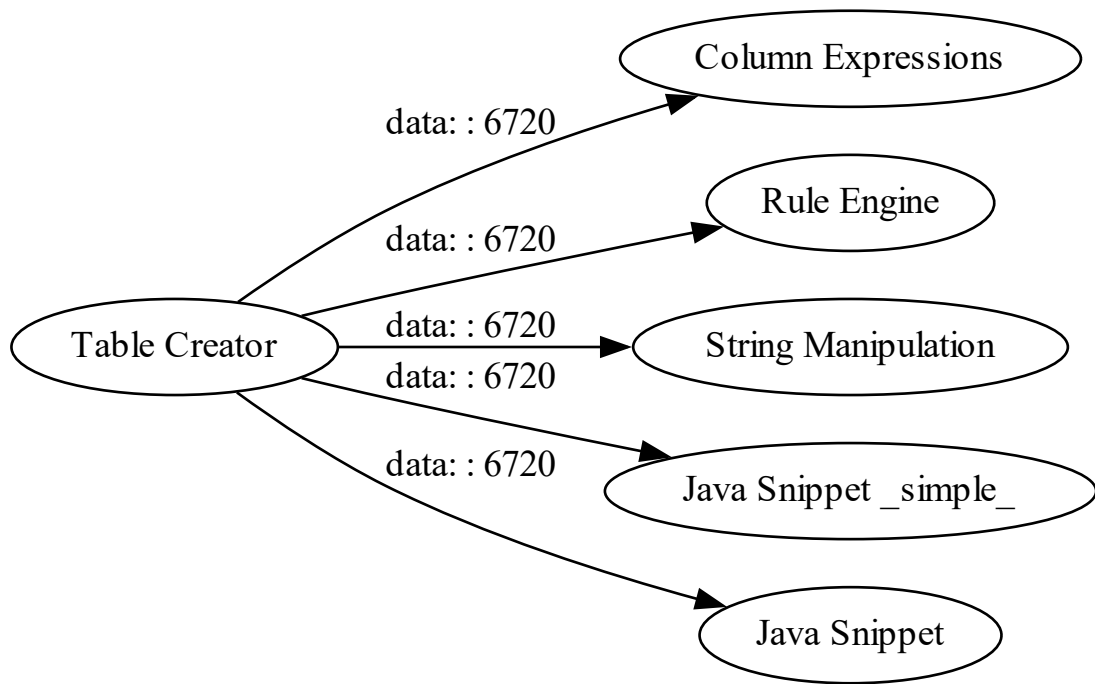 Column Expressions
data: : 6720
Rule Engine
data: : 6720
Table Creator
data: : 6720
String Manipulation
data: : 6720
Java Snippet _simple_
data: : 6720
Java Snippet